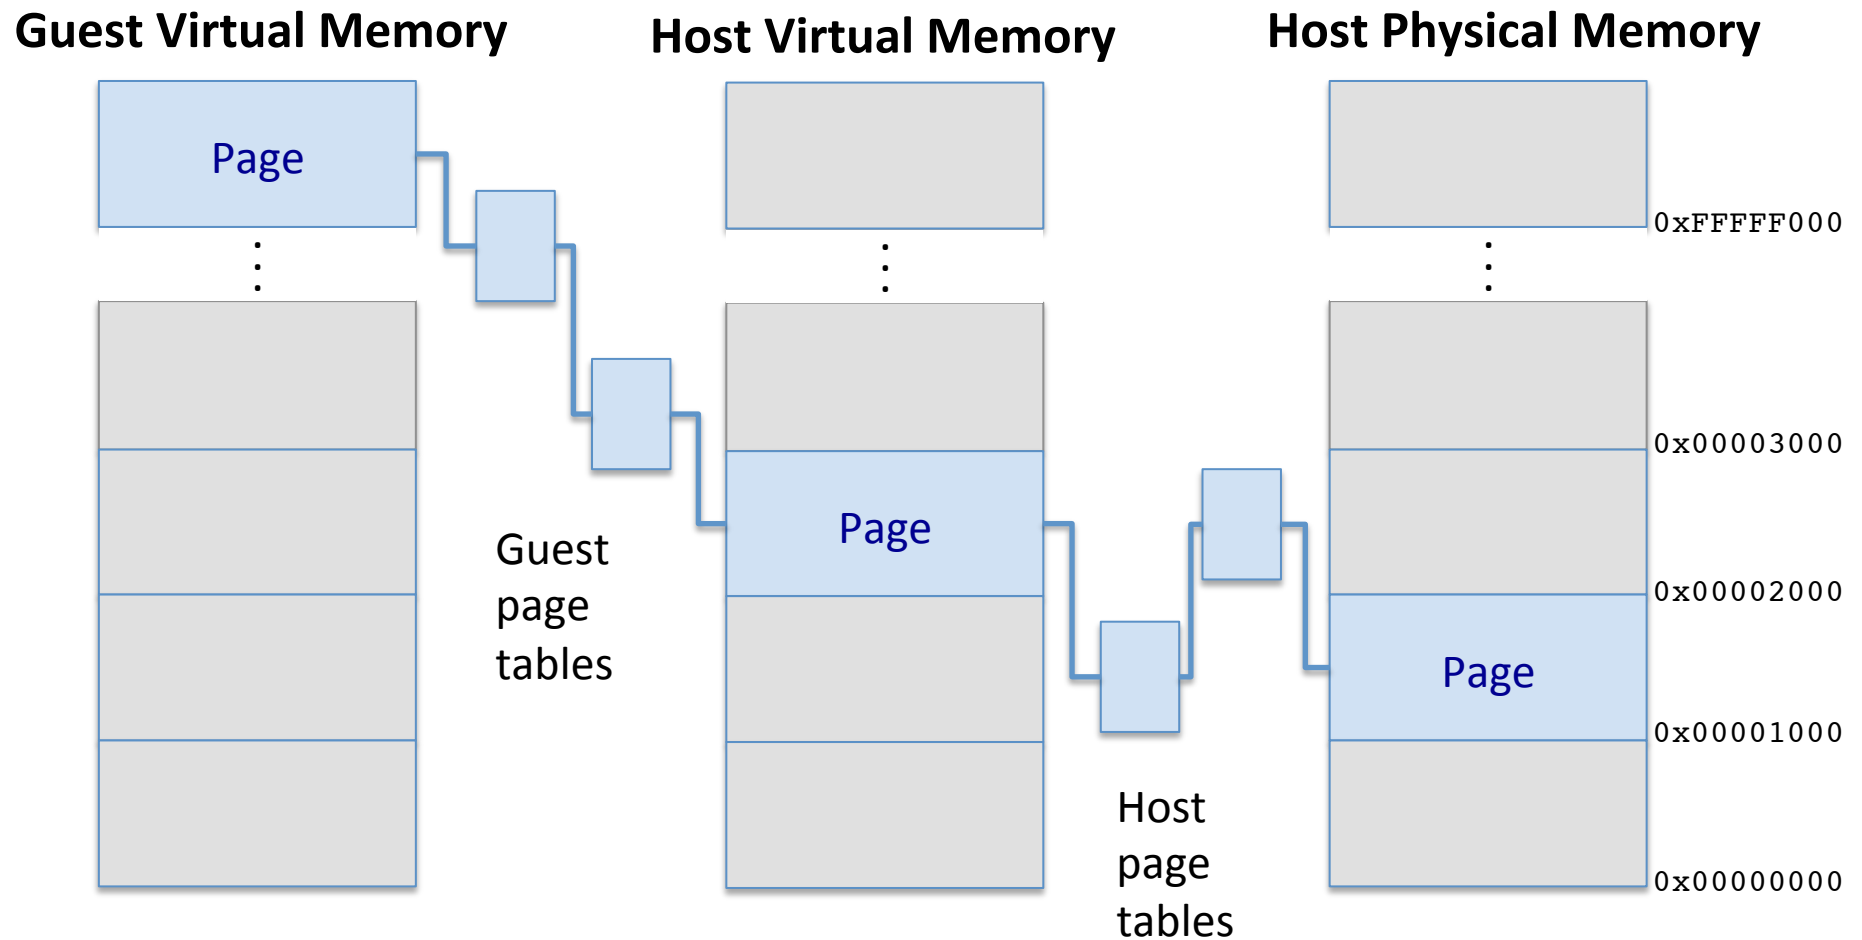 Guest Virtual Memory
Host Virtual Memory
Host Physical Memory
Page
0xFFFFF000
0x00003000
Page
Guest
page
tables
0x00002000
Page
0x00001000
Host
page
tables
0x00000000